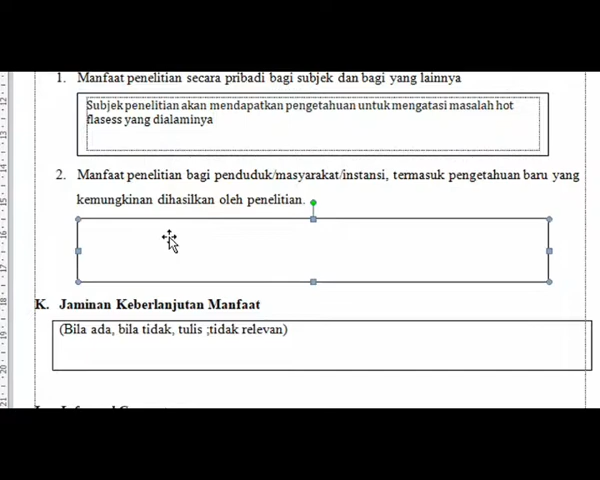 1. Manfaat penelitian secara pribadi bagi subjek dan bagi yang lainnya
Subjek penelitian akan mendapatkan pengetahuan untuk mengatasi masalah hot
flasess yang dialaminya
2. Manfaat penelitian bagi penduduk/masyarakat/instansi, termasuk pengetahuan baru yang
kemungkinan dihasilkan oleh penelitian.
K. Jaminan Keberlanjutan Manfaat
(Bila ada, bila tidak, tulis ;tidak relevan)